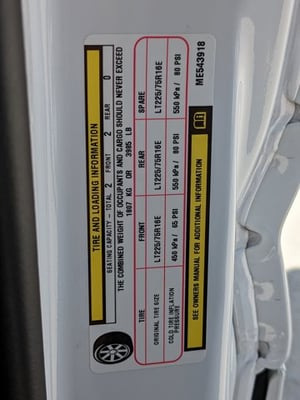 TIRE AND LOADING INFORMATION
SEATING CAPACITY - TOTAL 2 FRONT 2 REAR 0
THE COMBINED WEIGHT OF OCCUPANTS AND CARGO SHOULD NEVER EXCEED
1807 KG OR 3985 LB
TIRE FRONT REAR SPARE
ORIGINAL TIRE SIZE LT225/75R16E LT225/75R16E LT225/75R16E
COLD TIRE INFLATION PRESSURE 450 kPa / 65 PSI 550 kPa / 80 PSI 550 kPa / 80 PSI
SEE OWNERS MANUAL FOR ADDITIONAL INFORMATION
ME543918